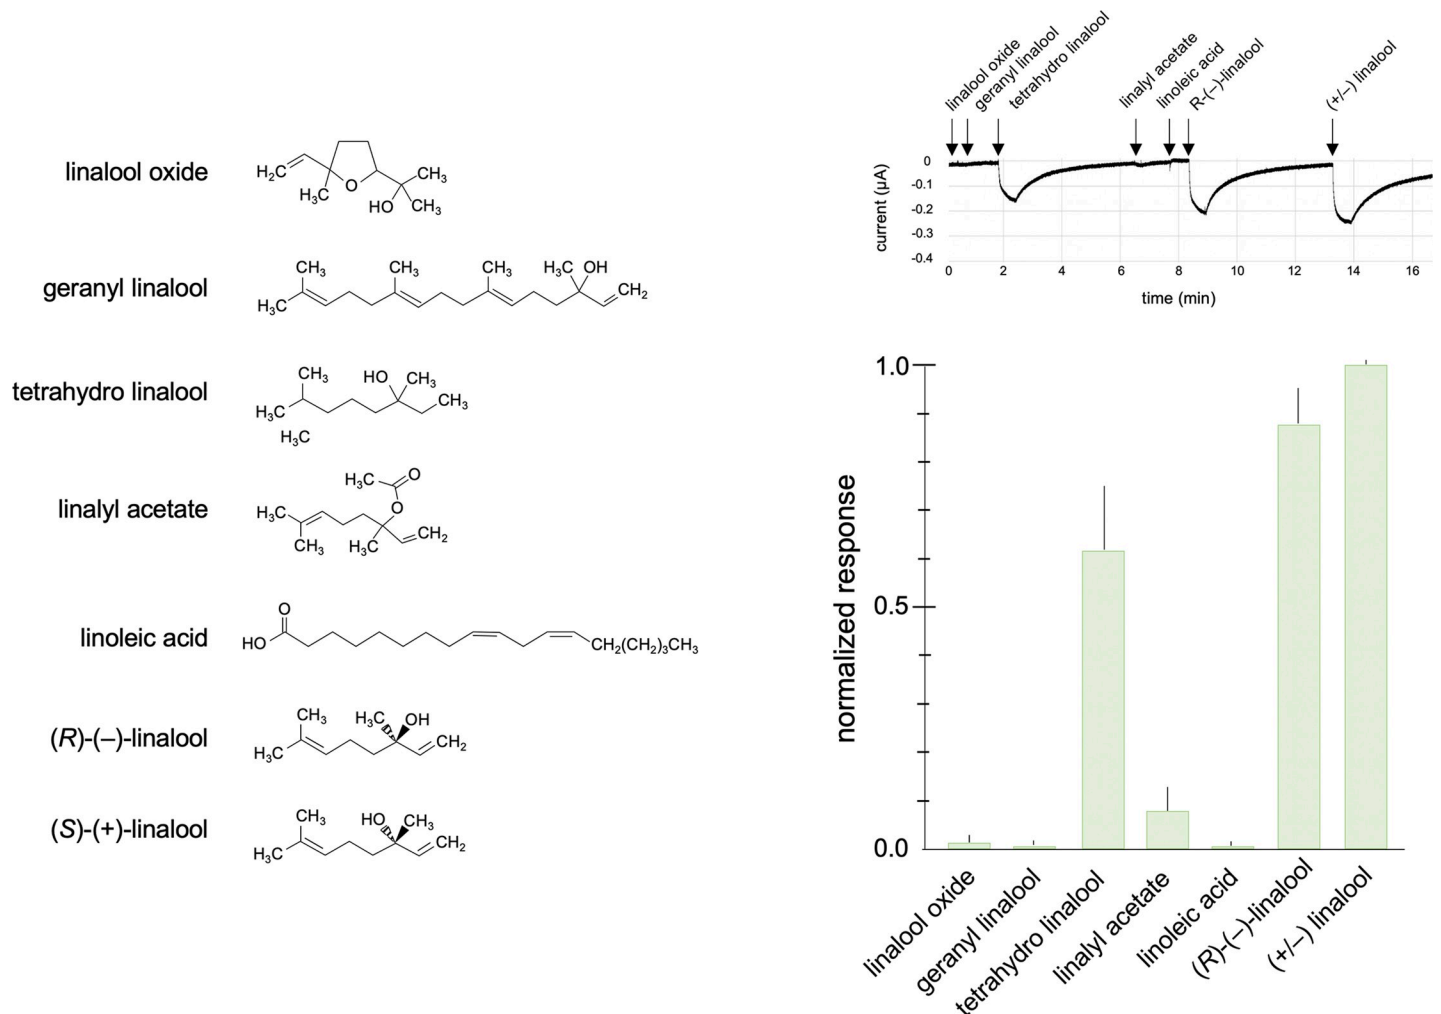 linalool oxide
H₂C
H₃C
O
HO
CH₃
CH₃
geranyl linalool
CH₃
H₃C
CH₃
CH₃
H₃C
OH
CH₂
tetrahydro linalool
CH₃
H₃C
HO
CH₃
CH₃
H₃C
linalyl acetate
H₃C
O
O
H₃C
CH₃
H₃C
CH₂
linoleic acid
O
HO
CH₂(CH₂)₃CH₃
(R)-(–)-linalool
CH₃
H₃C
H₃C
OH
CH₂
(S)-(+)-linalool
CH₃
H₃C
HO
CH₃
CH₂
linalool oxide
geranyl linalool
tetrahydro linalool
linalyl acetate
linoleic acid
R-(–)-linalool
(+/–) linalool
current (µA)
0
-0.1
-0.2
-0.3
-0.4
0 2 4 6 8 10 12 14 16
time (min)
normalized response
1.0
0.5
0.0
linalool oxide
geranyl linalool
tetrahydro linalool
linalyl acetate
linoleic acid
(R)-(–)-linalool
(+/–) linalool